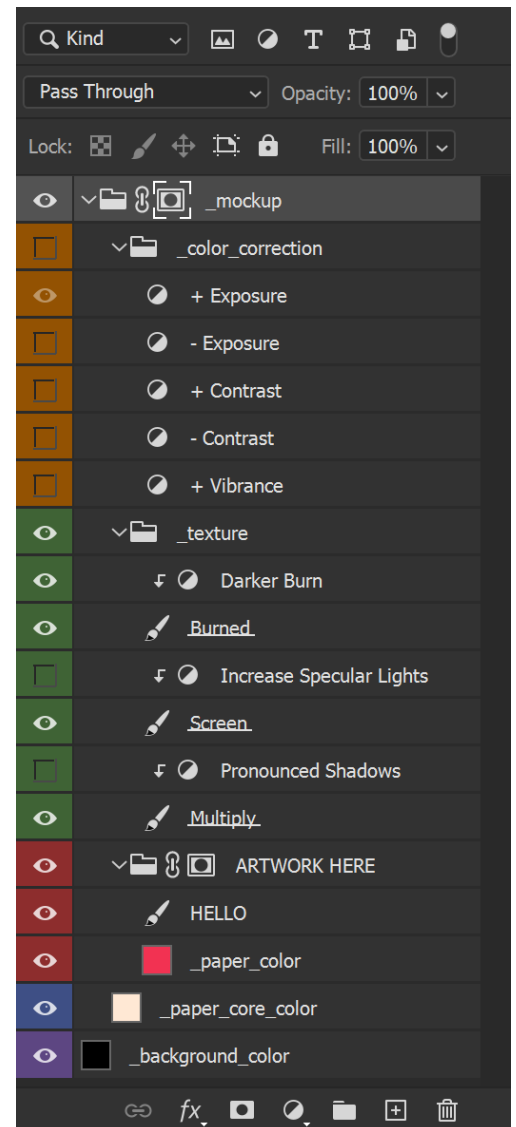 Kind
Pass Through Opacity: 100%
Lock: Fill: 100%
_mockup
_color_correction
+ Exposure
- Exposure
+ Contrast
- Contrast
+ Vibrance
_texture
Darker Burn
Burned
Increase Specular Lights
Screen
Pronounced Shadows
Multiply
ARTWORK HERE
HELLO
_paper_color
_paper_core_color
_background_color
fx